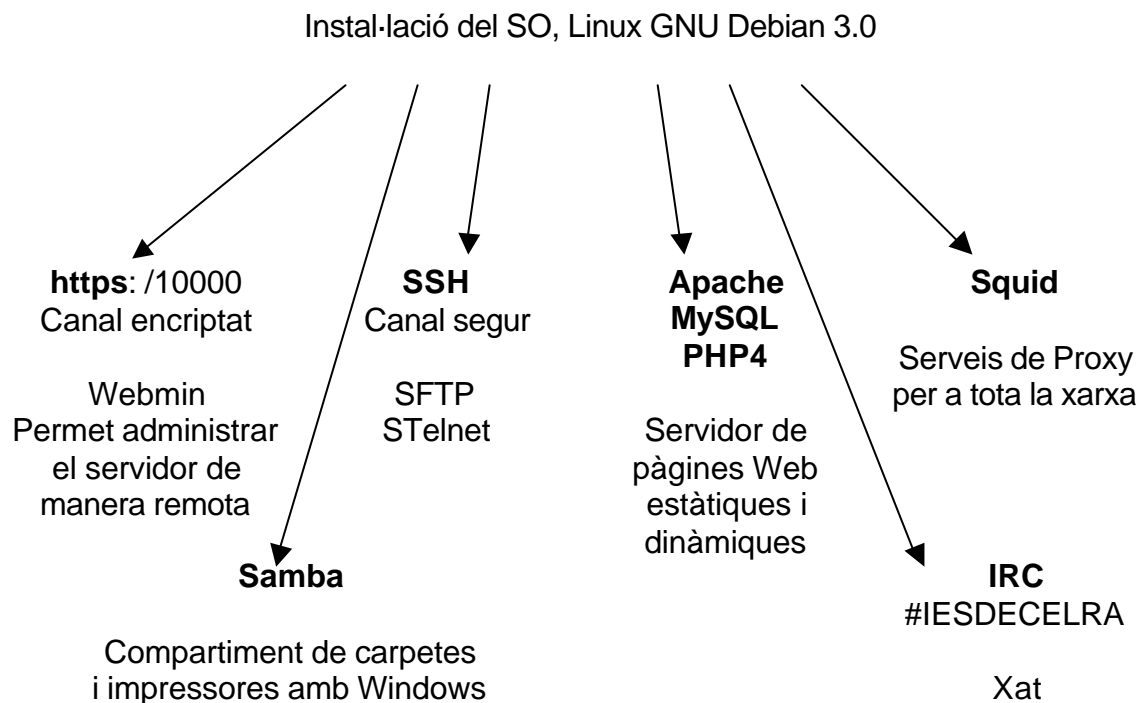 Instal·lació del SO, Linux GNU Debian 3.0
https: /10000
Canal encriptat
Webmin
Permet administrar
el servidor de
manera remota
SSH
Canal segur
SFTP
STelnet
Apache
MySQL
PHP4
Servidor de
pàgines Web
estàtiques i
dinàmiques
Squid
Serveis de Proxy
per a tota la xarxa
Samba
Compartiment de carpetes
i impressores amb Windows
IRC
#IESDECELRA
Xat